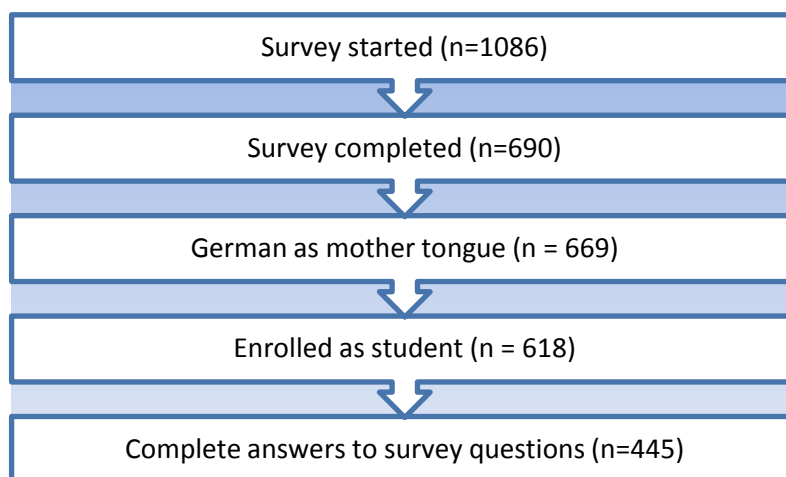 Survey started (n=1086)
Survey completed (n=690)
German as mother tongue (n = 669)
Enrolled as student (n = 618)
Complete answers to survey questions (n=445)